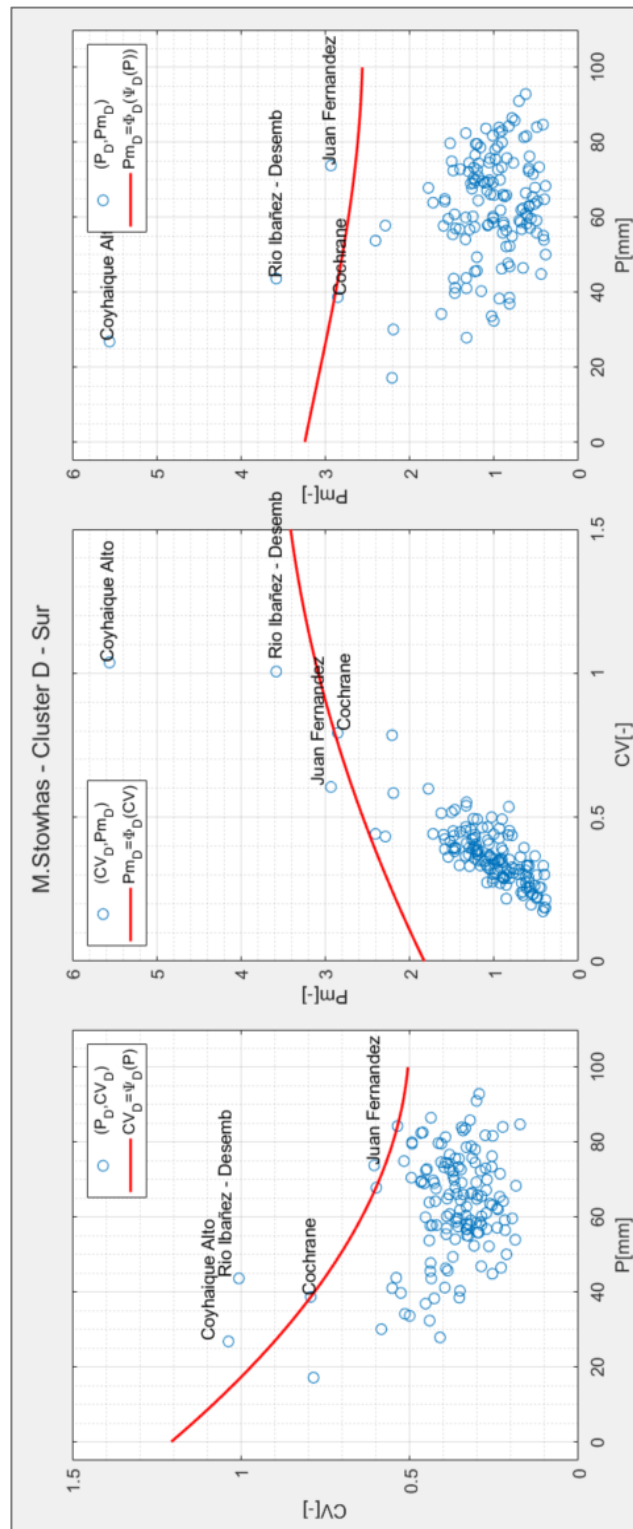 M.Stowhas - Cluster D - Sur
1.5
1
0.5
0
CV[-]
0
20
40
60
80
100
P[mm]
(P_D,CV_D)
CV_D=Ψ_D(P)
Coyhaique Alto
Rio Ibañez - Desemb
Cochrane
Juan Fernandez
6
5
4
3
2
1
0
Pm[-]
0
0.5
1
1.5
CV[-]
(CV_D,Pm_D)
Pm_D=Φ_D(CV)
Coyhaique Alto
Rio Ibañez - Desemb
Juan Fernandez
Cochrane
6
5
4
3
2
1
0
Pm[-]
0
20
40
60
80
100
P[mm]
(P_D,Pm_D)
Pm_D=Φ_D(Ψ_D(P))
Coyhaique Alt
Rio Ibañez - Desemb
Cochrane
Juan Fernandez